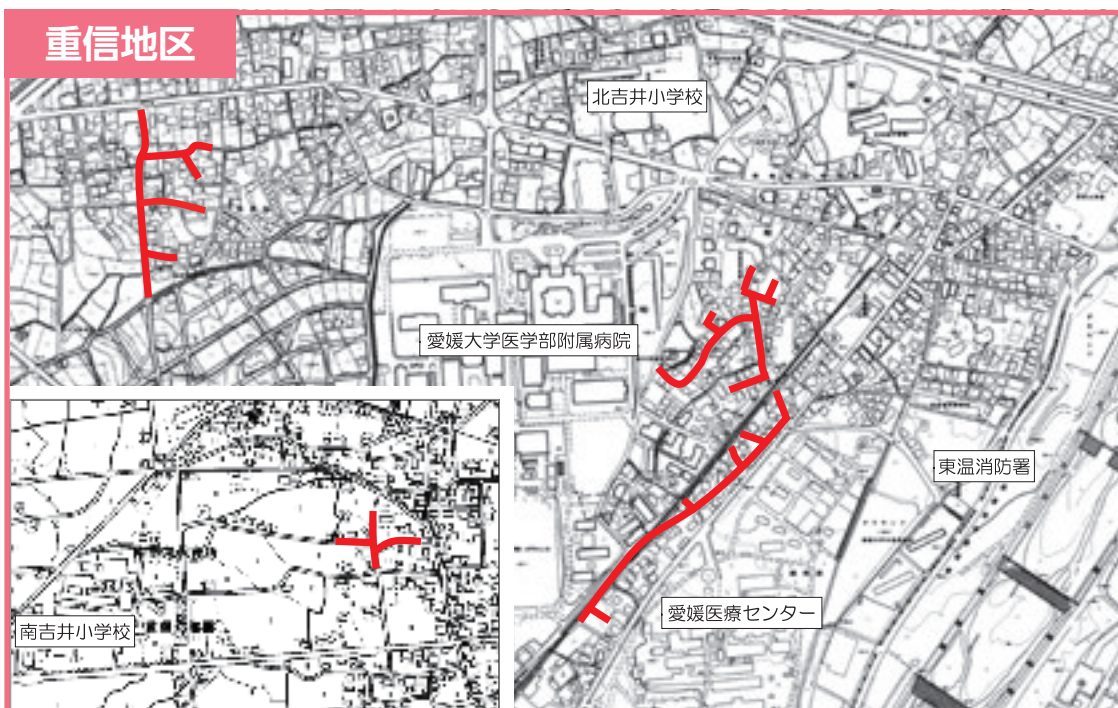 重信地区
北吉井小学校
愛媛大学医学部附属病院
東温消防署
愛媛医療センター
南吉井小学校